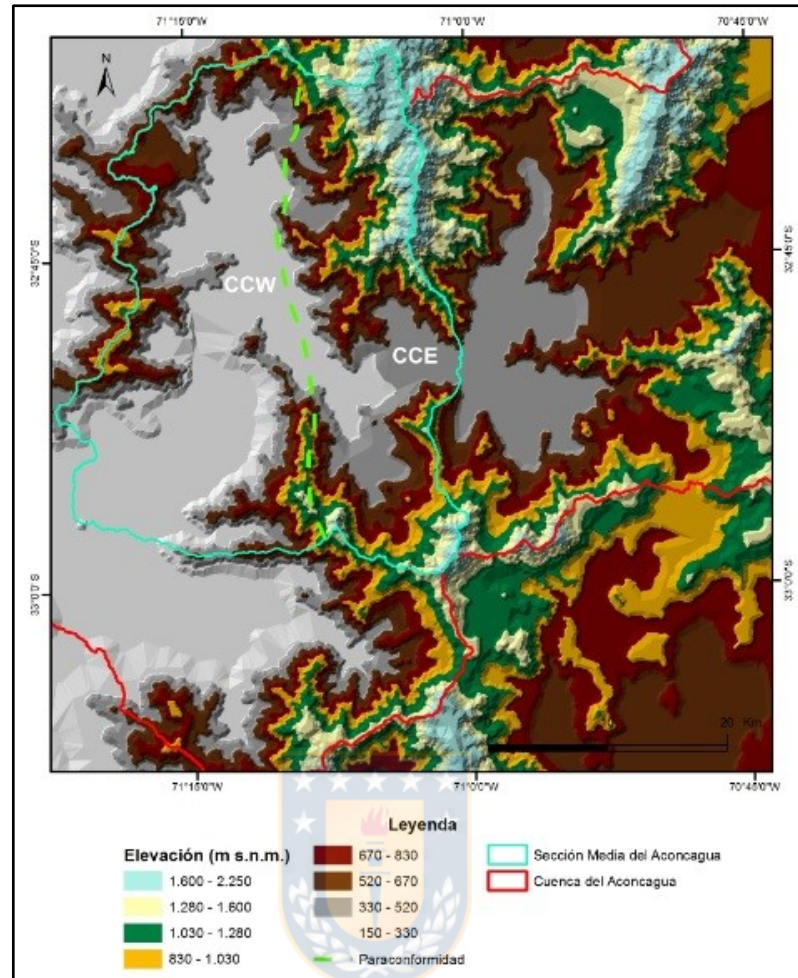 71°15'0"W 71°0'0"W 70°45'0"W
N
32°45'0"S 32°45'0"S
CCW
CCE
33°0'0"S 33°0'0"S
20 Km
71°15'0"W 71°0'0"W 70°45'0"W
Leyenda
Elevación (m s.n.m.)
1.600 - 2.250
1.280 - 1.600
1.030 - 1.280
830 - 1.030
670 - 830
520 - 670
330 - 520
150 - 330
Paraconformidad
Sección Media del Aconcagua
Cuenca del Aconcagua